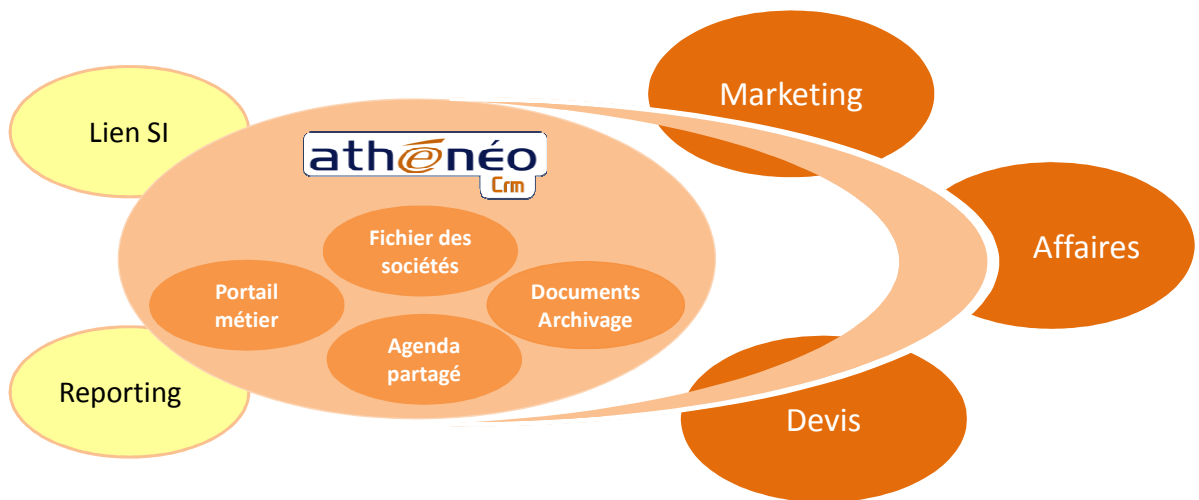 Marketing
Lien SI
athénéo
Crm
Fichier des
sociétés
Affaires
Portail
métier
Documents
Archivage
Agenda
partagé
Reporting
Devis